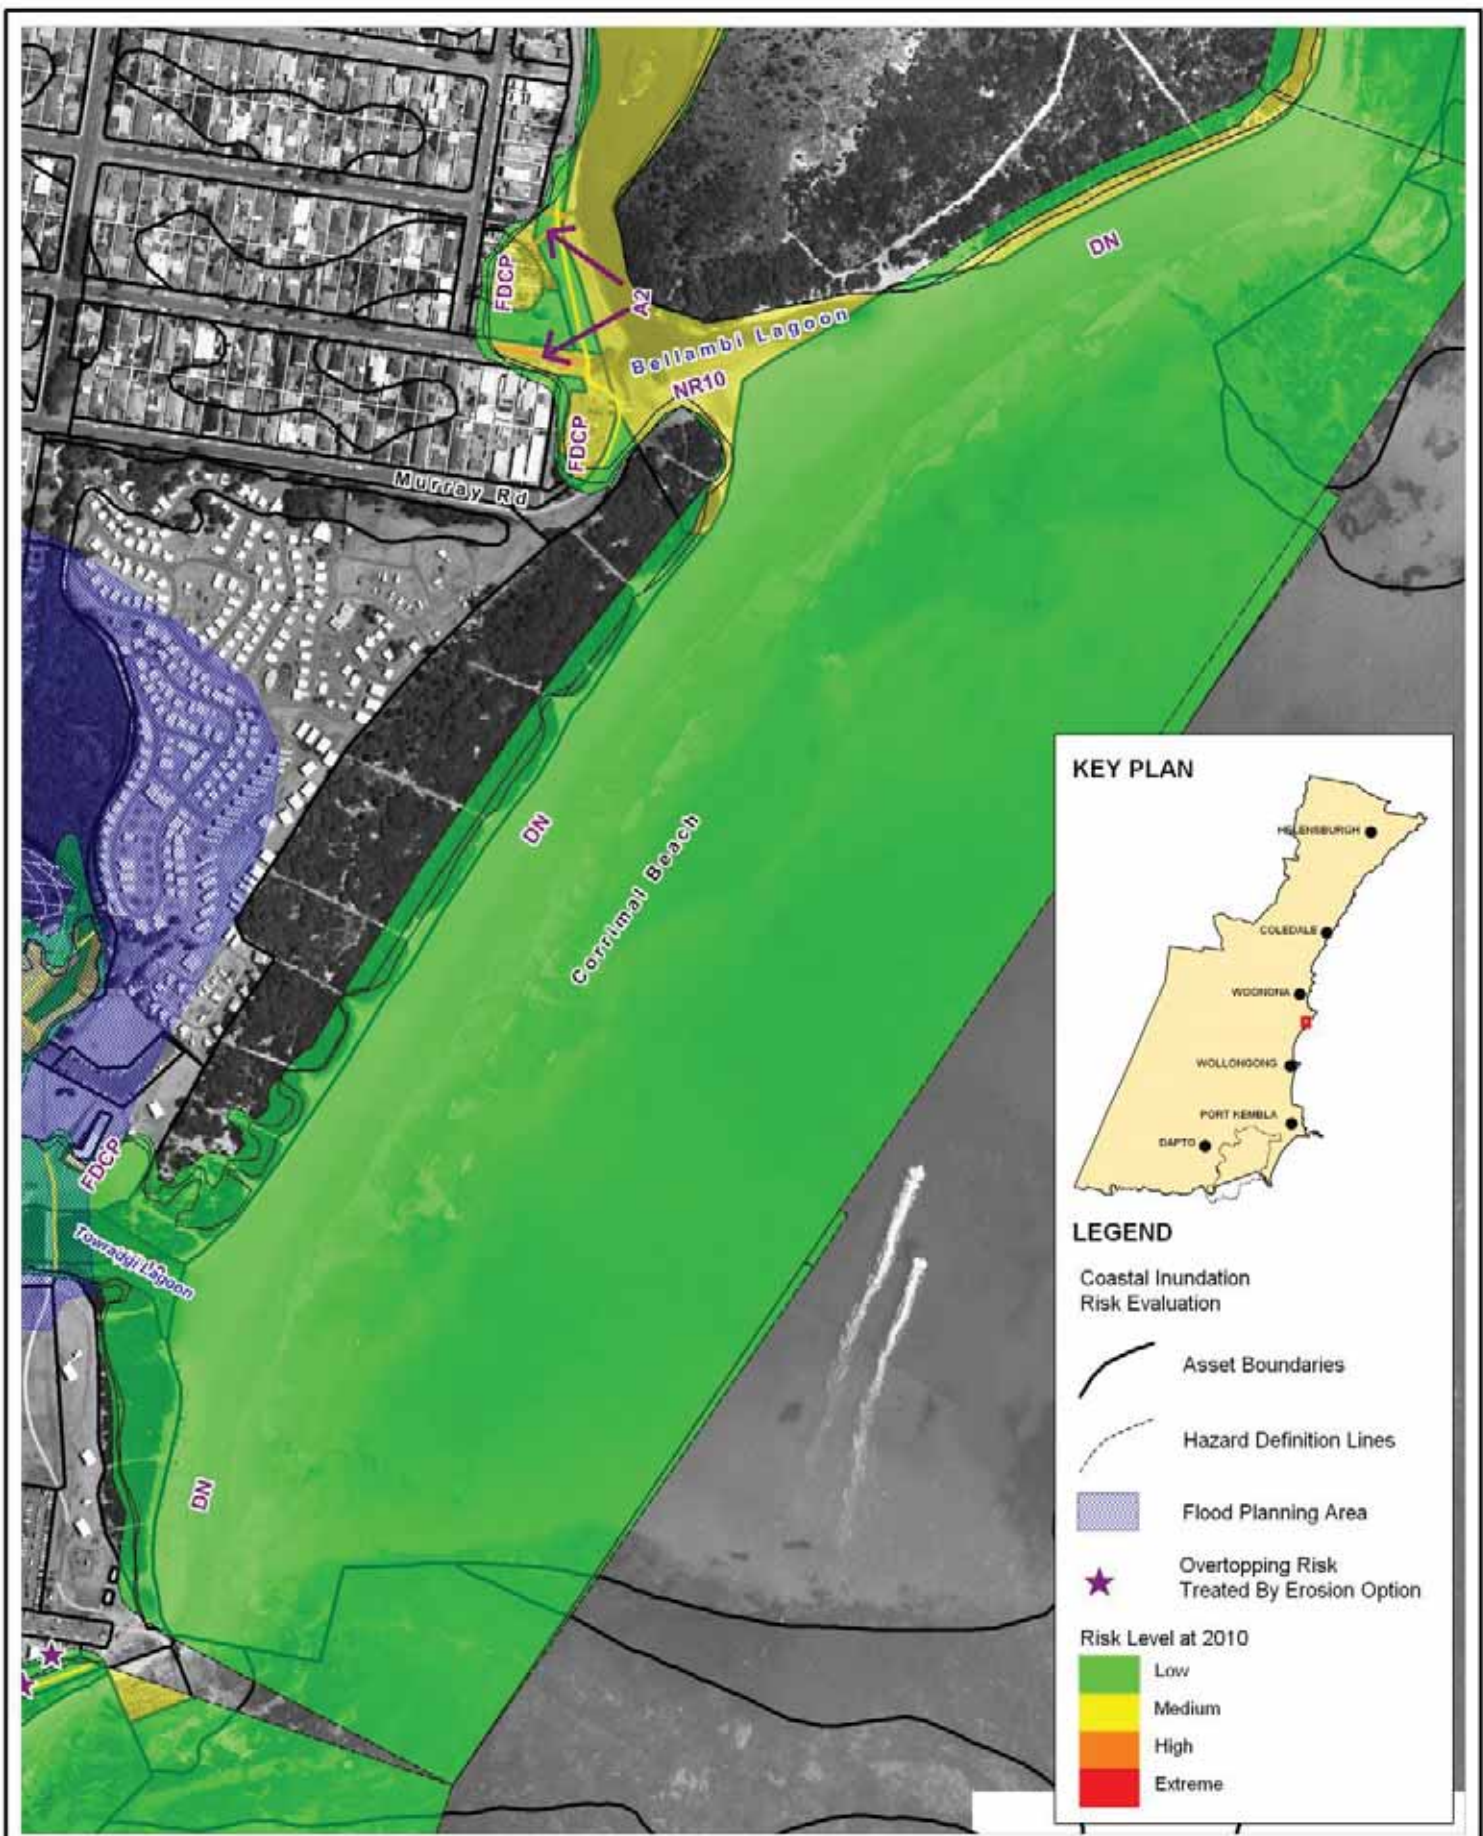 DN
FDCP
A2
Bellambi Lagoon
NR10
FDCP
Murray Rd
DN
Corrimal Beach
FDCP
Towradgi Lagoon
DN
KEY PLAN
HELENSBURGH
COLEDALE
WOONONA
WOLLONGONG
PORT KEMBLA
DAPTO
LEGEND
Coastal Inundation
Risk Evaluation
Asset Boundaries
Hazard Definition Lines
Flood Planning Area
Overtopping Risk
Treated By Erosion Option
Risk Level at 2010
Low
Medium
High
Extreme